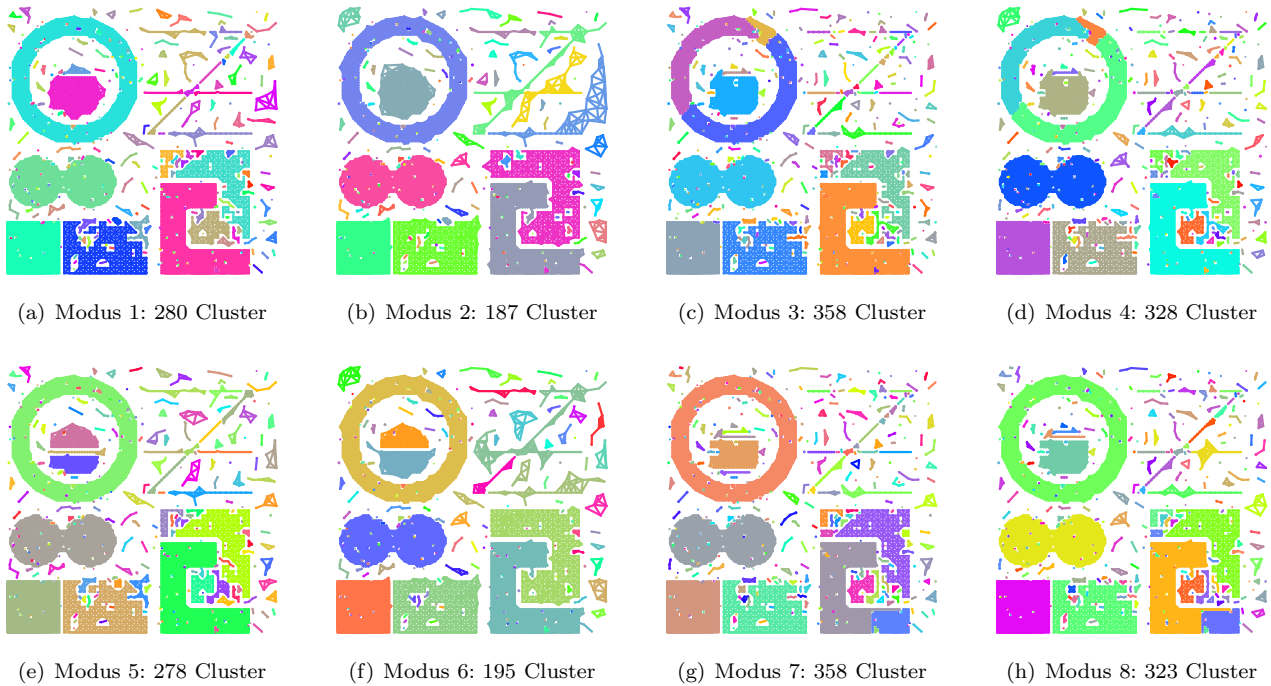 (a) Modus 1: 280 Cluster
(b) Modus 2: 187 Cluster
(c) Modus 3: 358 Cluster
(d) Modus 4: 328 Cluster
(e) Modus 5: 278 Cluster
(f) Modus 6: 195 Cluster
(g) Modus 7: 358 Cluster
(h) Modus 8: 323 Cluster